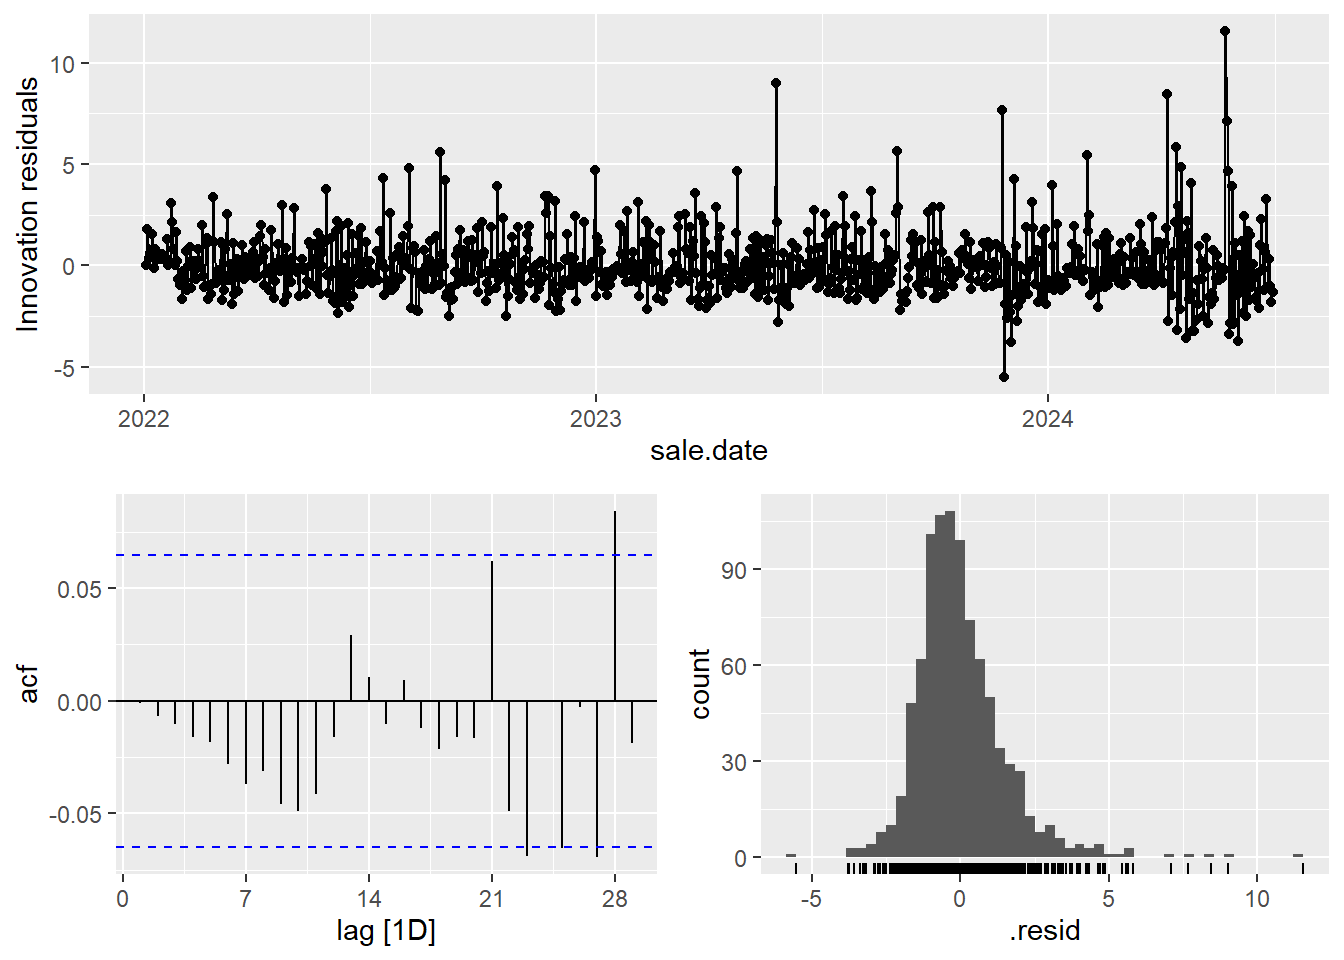 Innovation residuals
10
5
0
-5
2022 2023 2024
sale.date
acf
0.05
0.00
-0.05
0 7 14 21 28
lag [1D]
count
90
60
30
0
-5 0 5 10
.resid